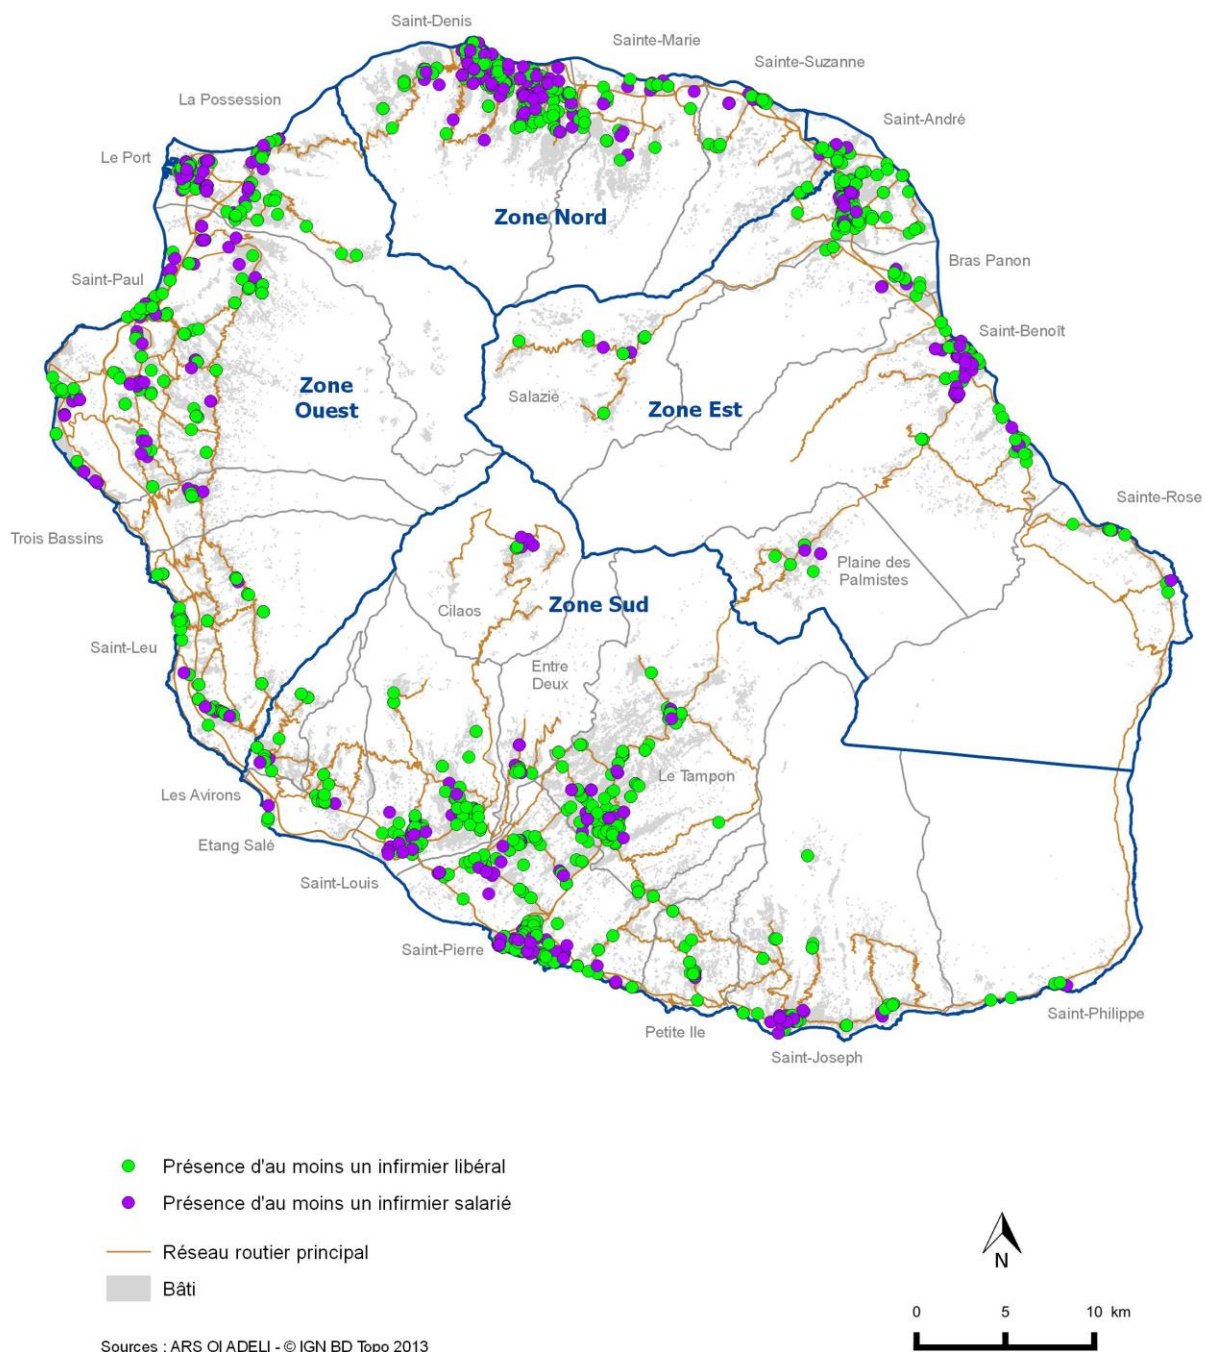 Saint-Denis
Sainte-Marie
Sainte-Suzanne
La Possession
Saint-André
Le Port
Zone Nord
Bras Panon
Saint-Paul
Saint-Benoît
Zone
Ouest
Salazié
Zone Est
Sainte-Rose
Trois Bassins
Plaine des
Palmistes
Cilaos
Zone Sud
Saint-Leu
Entre
Deux
Le Tampon
Les Avirons
Etang Salé
Saint-Louis
Saint-Pierre
Saint-Philippe
Petite Ile
Saint-Joseph
Présence d'au moins un infirmier libéral
Présence d'au moins un infirmier salarié
Réseau routier principal
Bâti
N
0 5 10 km
Sources : ARS OI ADELI - © IGN BD Topo 2013